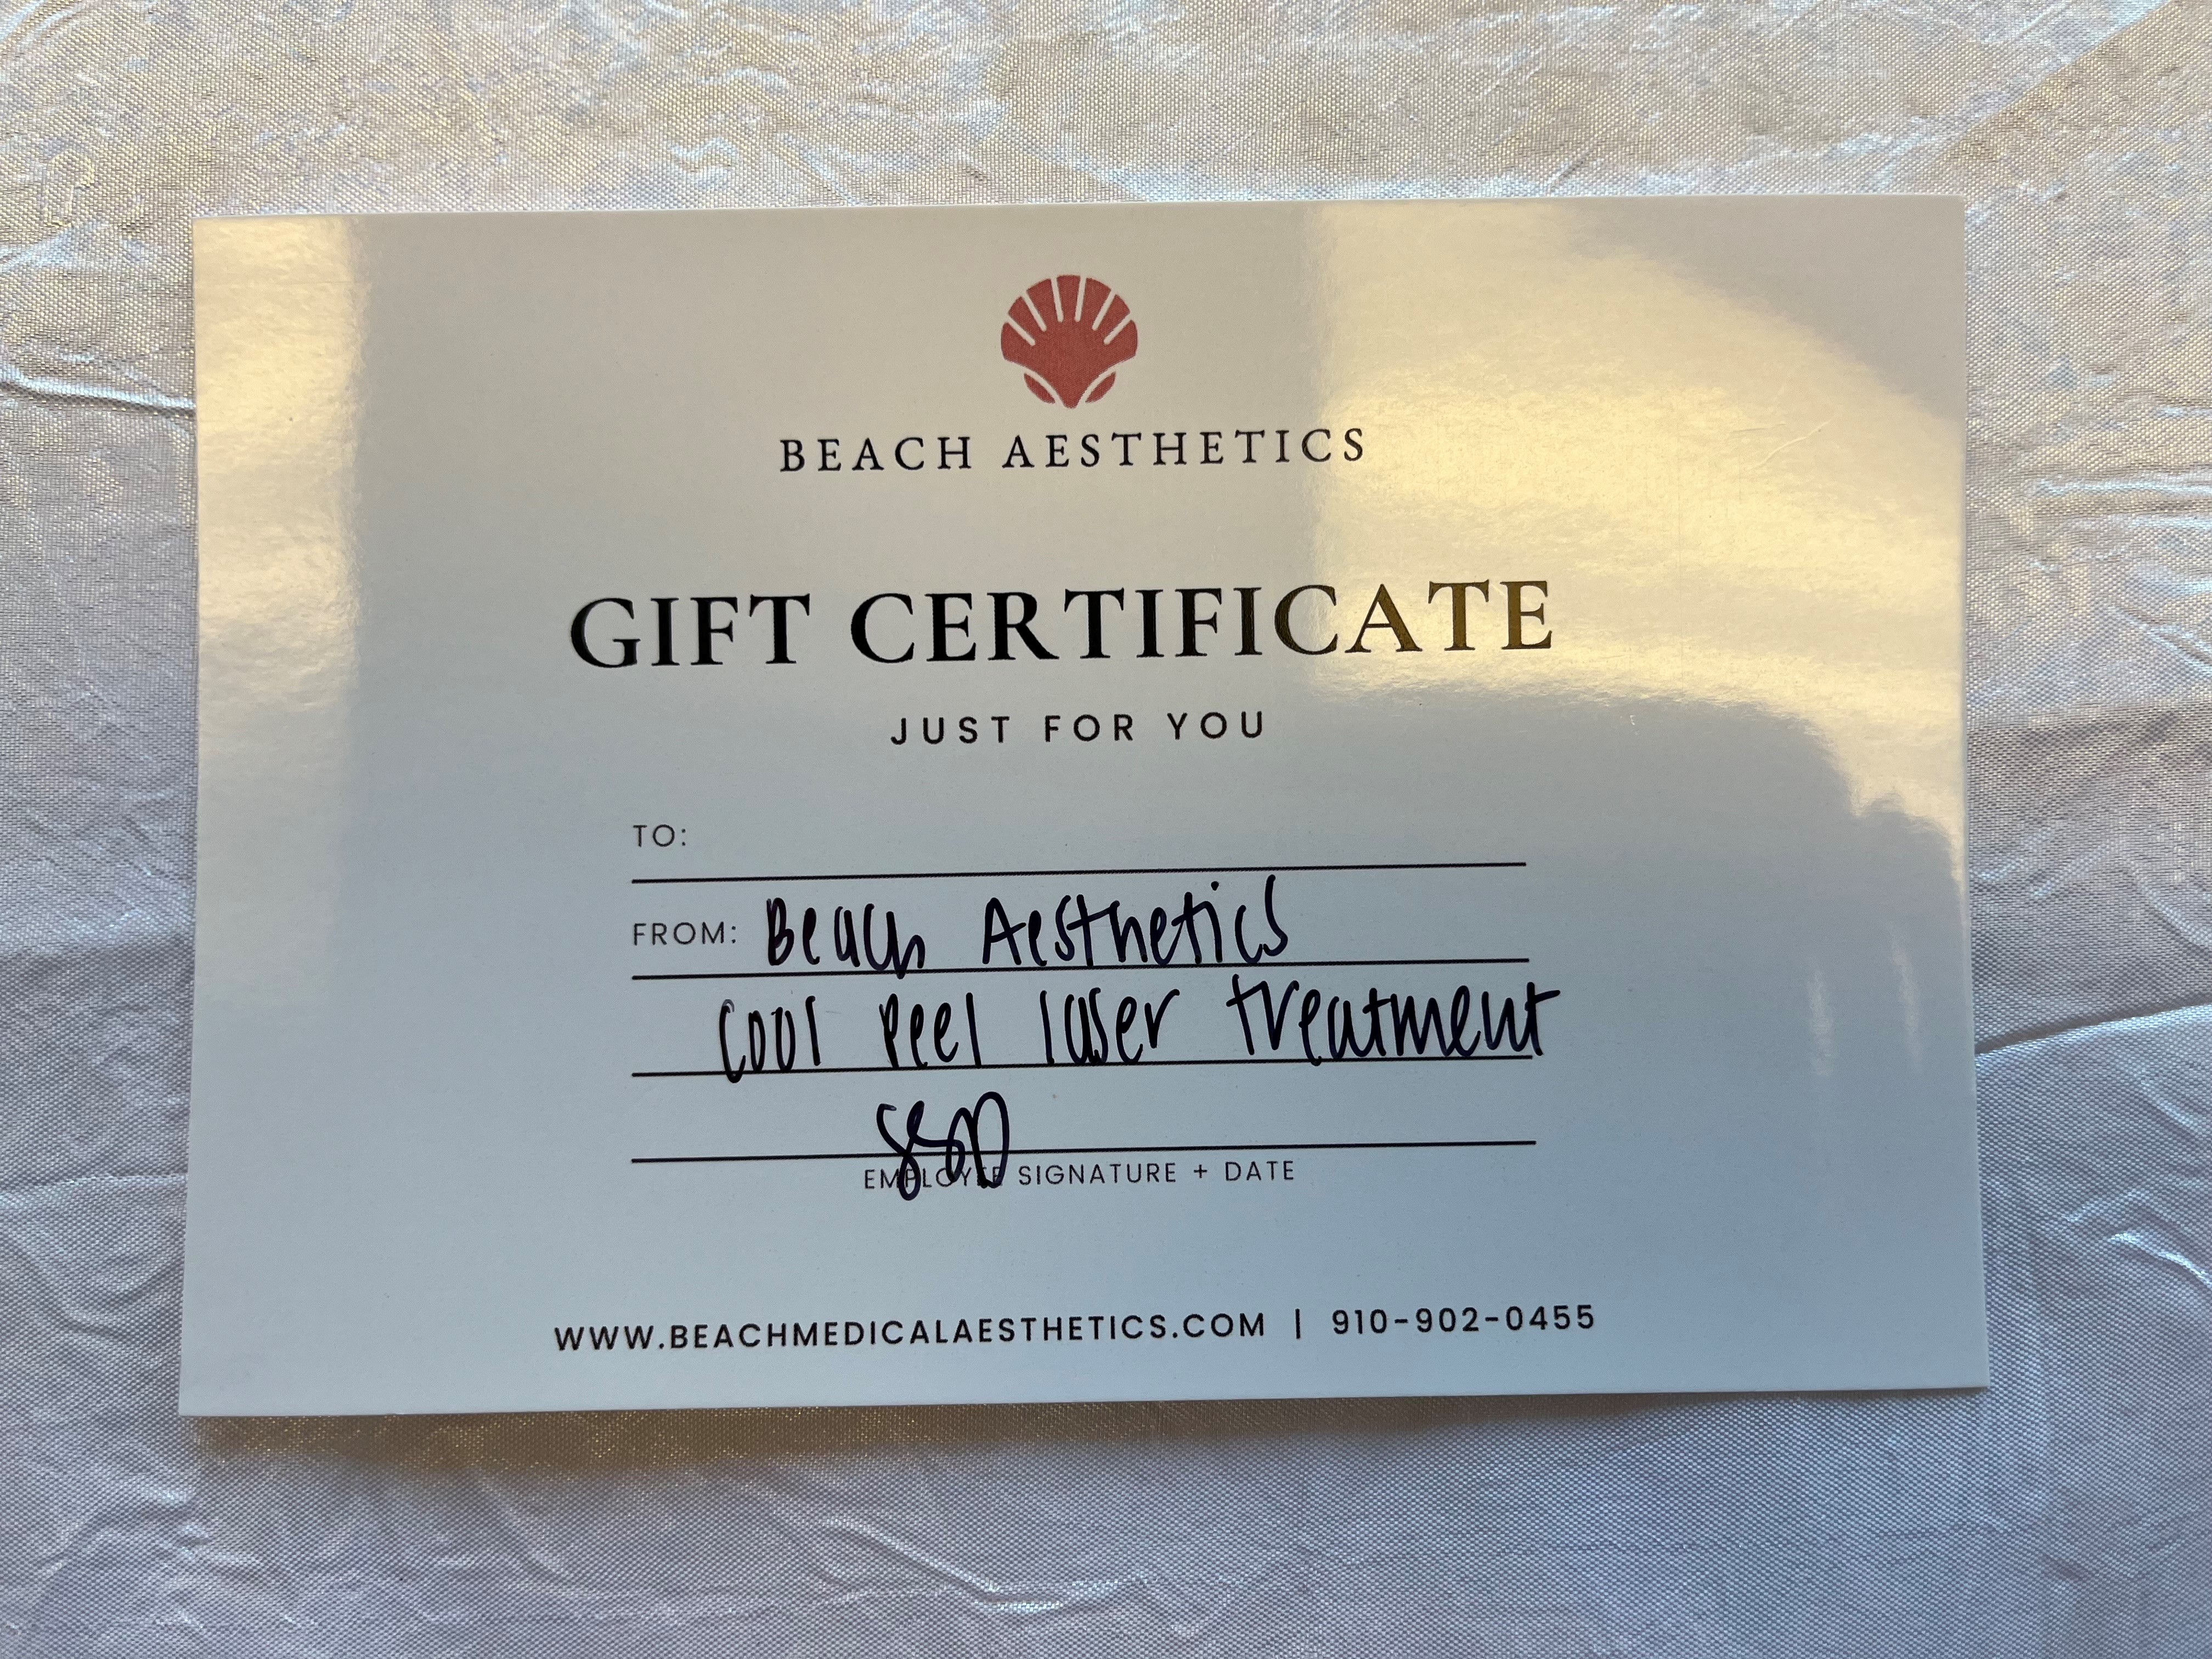 BEACH AESTHETICS
GIFT CERTIFICATE
JUST FOR YOU
TO:
FROM: Beach Aesthetics
Cool Peel laser treatment
EMPLOYEE SIGNATURE + DATE
WWW.BEACHMEDICALAESTHETICS.COM | 910-902-0455